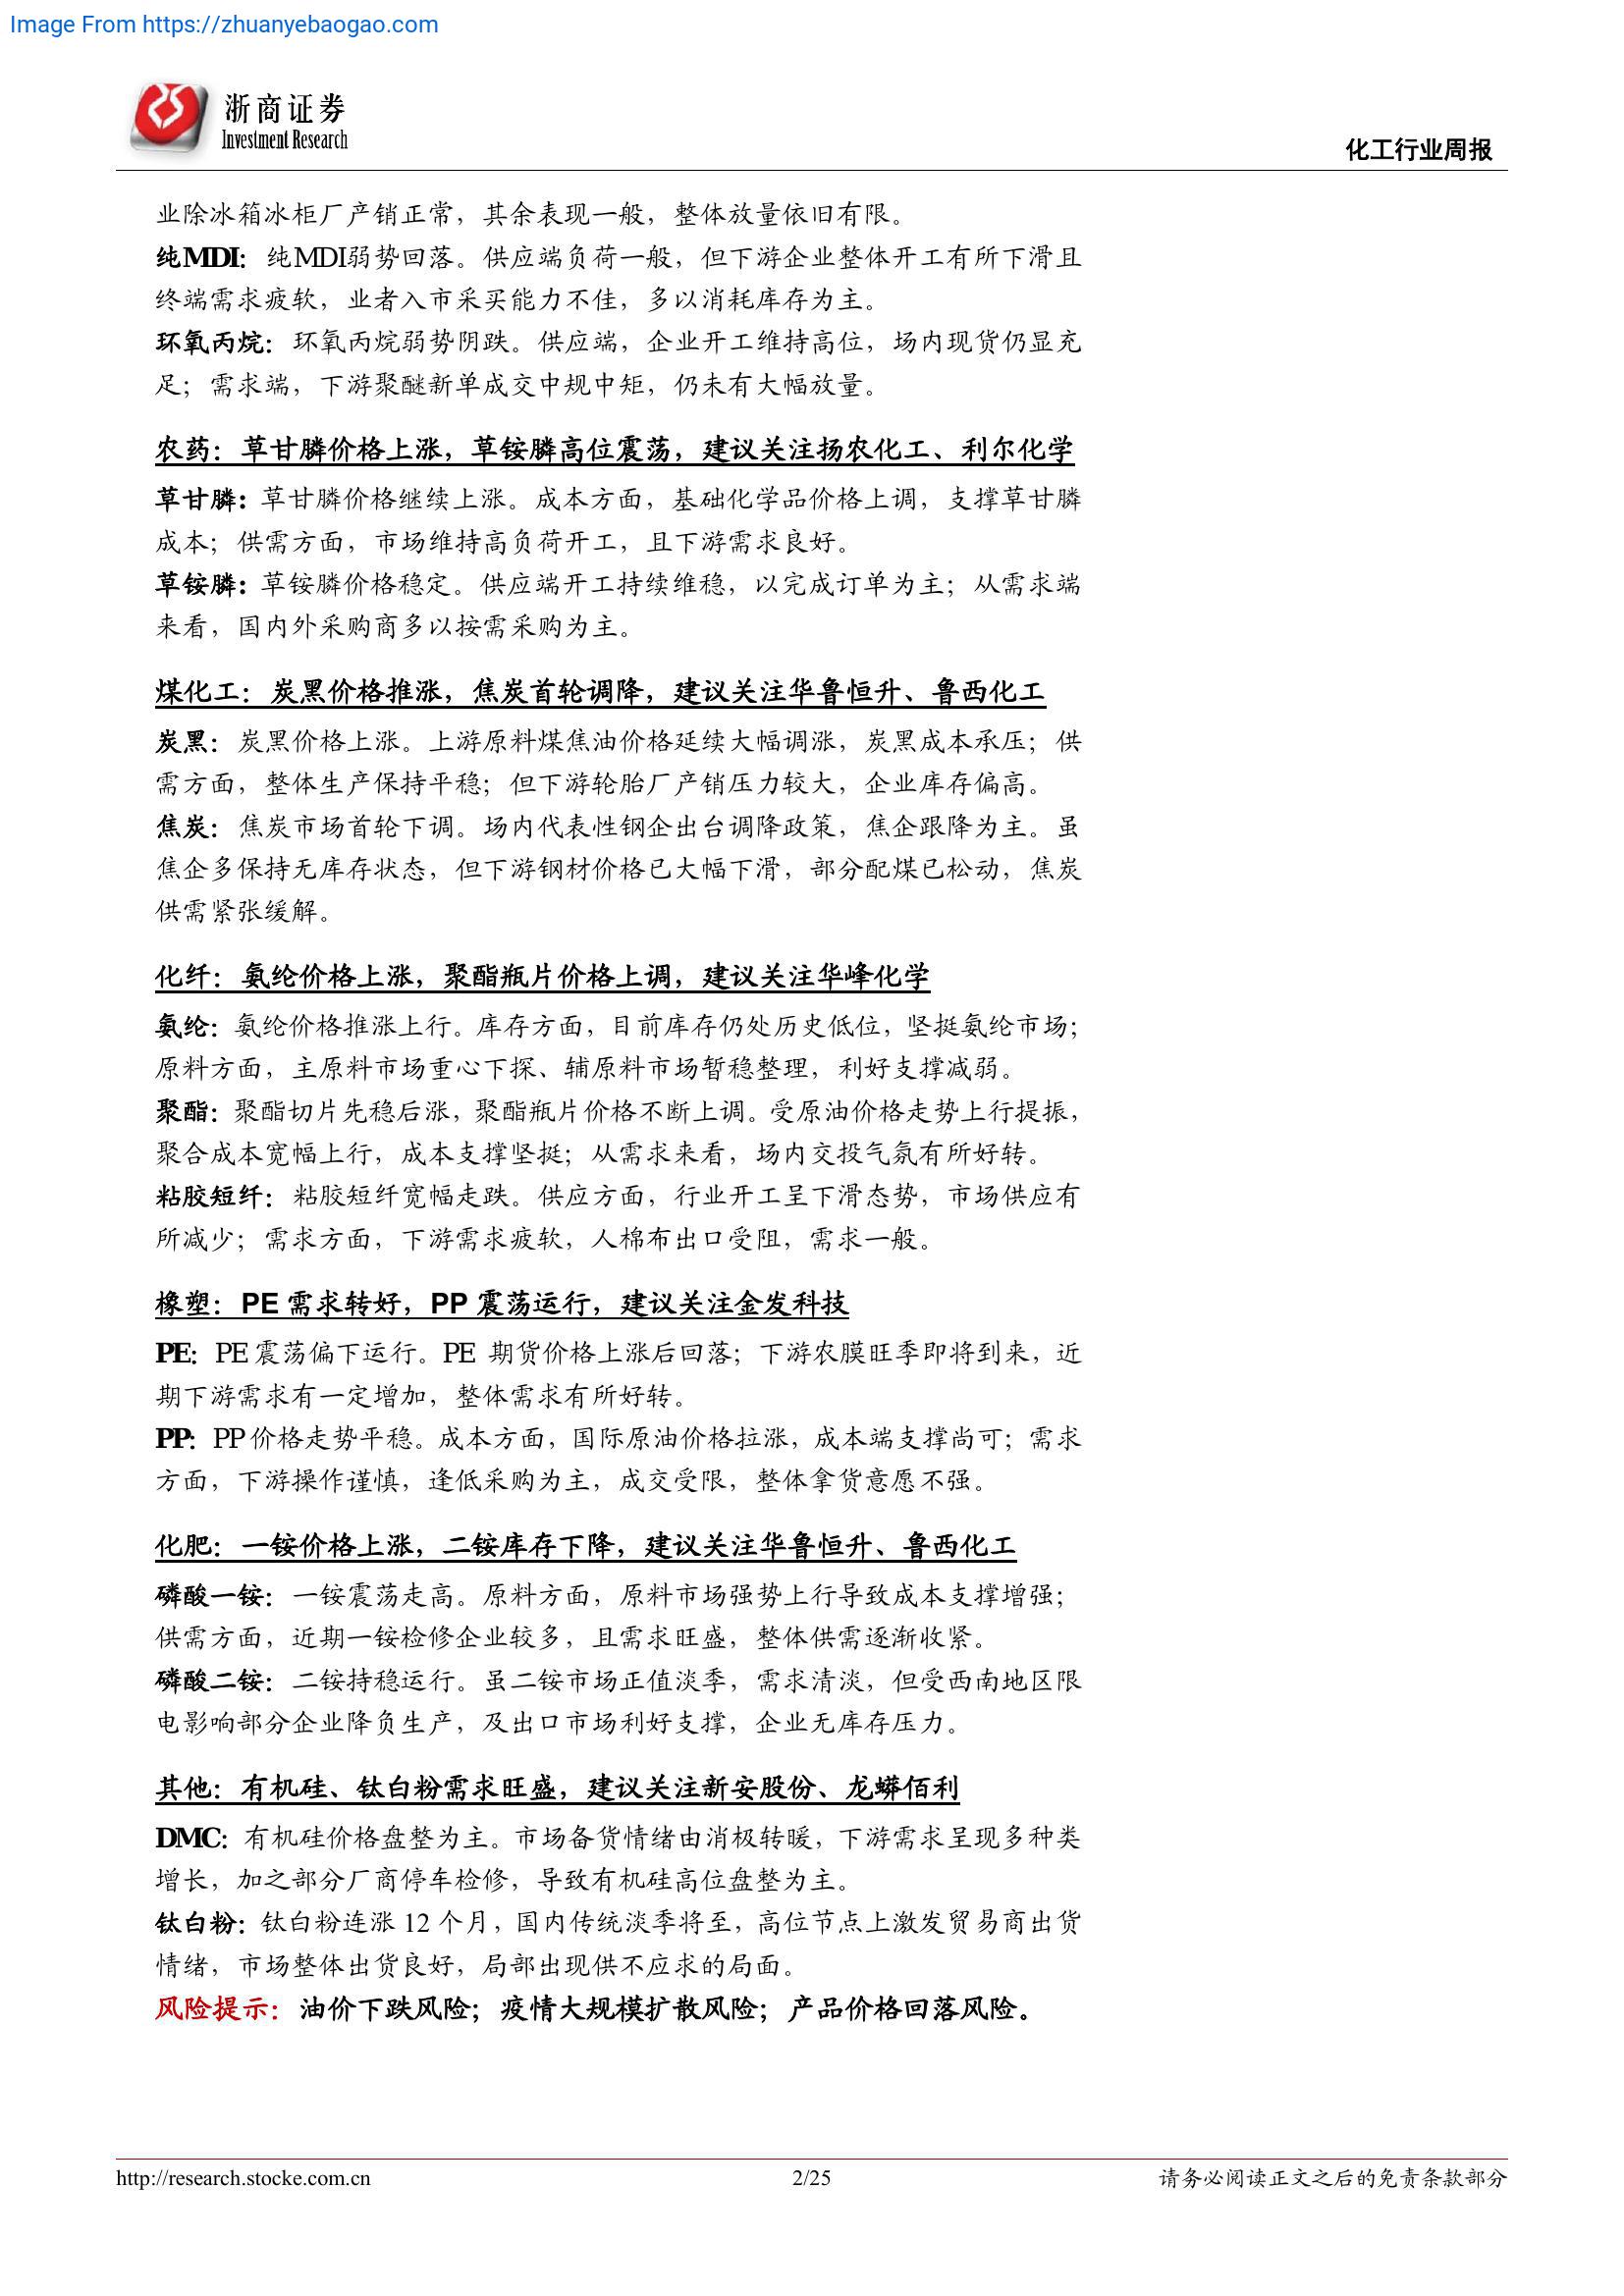 Image From https://zhuanyebaogao.com
浙商证券
Investment Research
化工行业周报
业除冰箱冰柜厂产销正常，其余表现一般，整体放量依旧有限。
纯MDI：纯MDI弱势回落。供应端负荷一般，但下游企业整体开工有所下滑且
终端需求疲软，业者入市采买能力不佳，多以消耗库存为主。
环氧丙烷：环氧丙烷弱势阴跌。供应端，企业开工维持高位，场内现货仍显充
足；需求端，下游聚醚新单成交中规中矩，仍未有大幅放量。
农药：草甘膦价格上涨，草铵膦高位震荡，建议关注扬农化工、利尔化学
草甘膦：草甘膦价格继续上涨。成本方面，基础化学品价格上调，支撑草甘膦
成本；供需方面，市场维持高负荷开工，且下游需求良好。
草铵膦：草铵膦价格稳定。供应端开工持续维稳，以完成订单为主；从需求端
来看，国内外采购商多以按需采购为主。
煤化工：炭黑价格推涨，焦炭首轮调降，建议关注华鲁恒升、鲁西化工
炭黑：炭黑价格上涨。上游原料煤焦油价格延续大幅调涨，炭黑成本承压；供
需方面，整体生产保持平稳；但下游轮胎厂产销压力较大，企业库存偏高。
焦炭：焦炭市场首轮下调。场内代表性钢企出台调降政策，焦企跟降为主。虽
焦企多保持无库存状态，但下游钢材价格已大幅下滑，部分配煤已松动，焦炭
供需紧张缓解。
化纤：氨纶价格上涨，聚酯瓶片价格上调，建议关注华峰化学
氨纶：氨纶价格推涨上行。库存方面，目前库存仍处历史低位，坚挺氨纶市场；
原料方面，主原料市场重心下探、辅原料市场暂稳整理，利好支撑减弱。
聚酯：聚酯切片先稳后涨，聚酯瓶片价格不断上调。受原油价格走势上行提振，
聚合成本宽幅上行，成本支撑坚挺；从需求来看，场内交投气氛有所好转。
粘胶短纤：粘胶短纤宽幅走跌。供应方面，行业开工呈下滑态势，市场供应有
所减少；需求方面，下游需求疲软，人棉布出口受阻，需求一般。
橡塑：PE 需求转好，PP 震荡运行，建议关注金发科技
PE：PE 震荡偏下运行。PE 期货价格上涨后回落；下游农膜旺季即将到来，近
期下游需求有一定增加，整体需求有所好转。
PP：PP 价格走势平稳。成本方面，国际原油价格拉涨，成本端支撑尚可；需求
方面，下游操作谨慎，逢低采购为主，成交受限，整体拿货意愿不强。
化肥：一铵价格上涨，二铵库存下降，建议关注华鲁恒升、鲁西化工
磷酸一铵：一铵震荡走高。原料方面，原料市场强势上行导致成本支撑增强；
供需方面，近期一铵检修企业较多，且需求旺盛，整体供需逐渐收紧。
磷酸二铵：二铵持稳运行。虽二铵市场正值淡季，需求清淡，但受西南地区限
电影响部分企业降负生产，及出口市场利好支撑，企业无库存压力。
其他：有机硅、钛白粉需求旺盛，建议关注新安股份、龙蟒佰利
DMC：有机硅价格盘整为主。市场备货情绪由消极转暖，下游需求呈现多种类
增长，加之部分厂商停车检修，导致有机硅高位盘整为主。
钛白粉：钛白粉连涨 12 个月，国内传统淡季将至，高位节点上激发贸易商出货
情绪，市场整体出货良好，局部出现供不应求的局面。
风险提示：油价下跌风险；疫情大规模扩散风险；产品价格回落风险。
http://research.stocke.com.cn
2/25
请务必阅读正文之后的免责条款部分